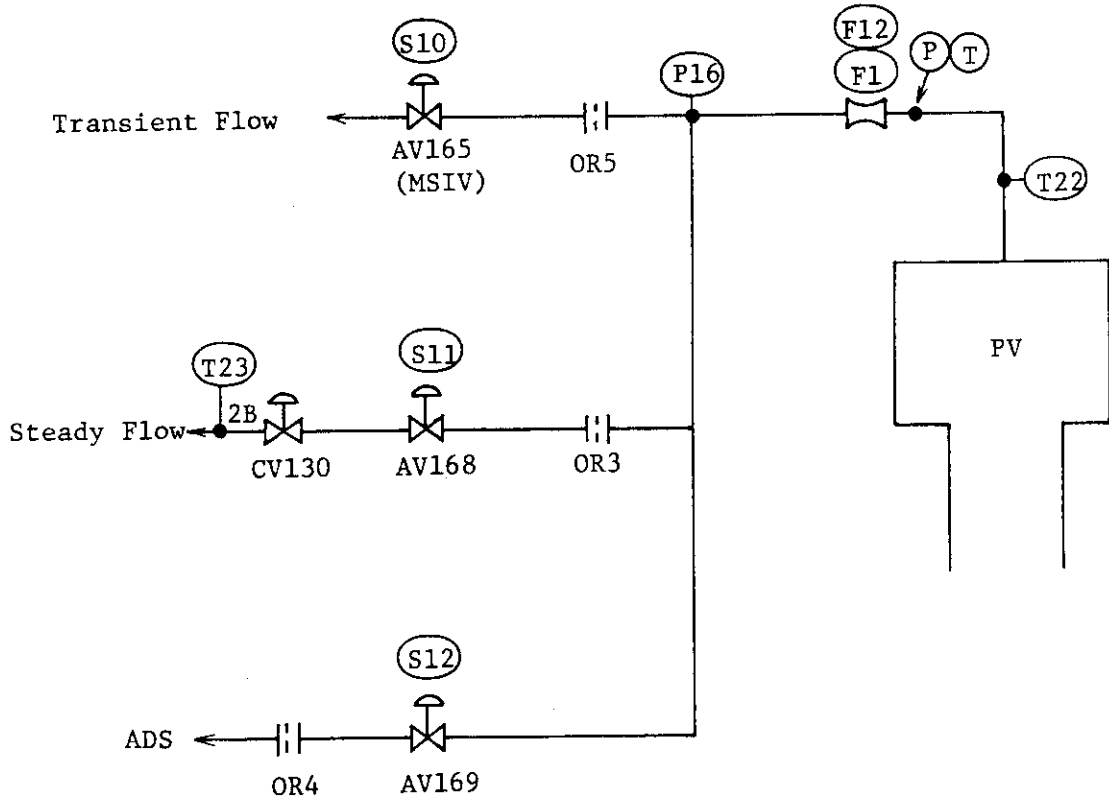 S10
F12
P
T
P16
F1
Transient Flow
AV165
(MSIV)
OR5
T22
S11
T23
PV
2B
Steady Flow
CV130
AV168
OR3
S12
ADS
OR4
AV169